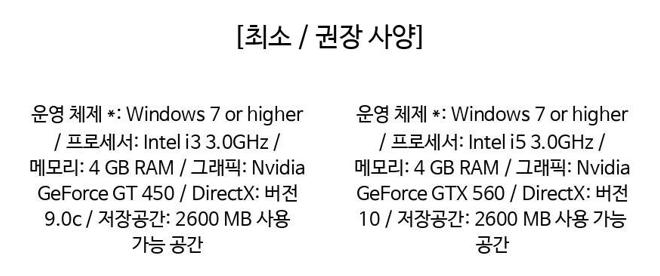 [최소 / 권장 사양]
운영 체제 *: Windows 7 or higher
/ 프로세서: Intel i3 3.0GHz /
메모리: 4 GB RAM / 그래픽: Nvidia
GeForce GT 450 / DirectX: 버전
9.0c / 저장공간: 2600 MB 사용
가능 공간
운영 체제 *: Windows 7 or higher
/ 프로세서: Intel i5 3.0GHz /
메모리: 4 GB RAM / 그래픽: Nvidia
GeForce GTX 560 / DirectX: 버전
10 / 저장공간: 2600 MB 사용 가능
공간